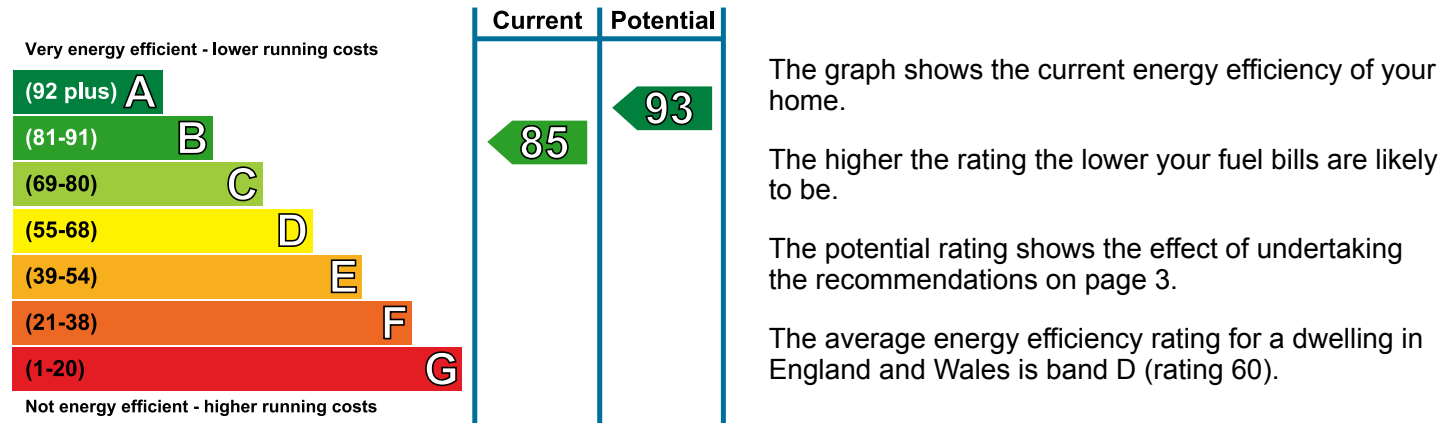 Current Potential
Very energy efficient - lower running costs
(92 plus) A
93
(81-91) B
85
(69-80) C
(55-68) D
(39-54) E
(21-38) F
(1-20) G
Not energy efficient - higher running costs
The graph shows the current energy efficiency of your
home.
The higher the rating the lower your fuel bills are likely
to be.
The potential rating shows the effect of undertaking
the recommendations on page 3.
The average energy efficiency rating for a dwelling in
England and Wales is band D (rating 60).